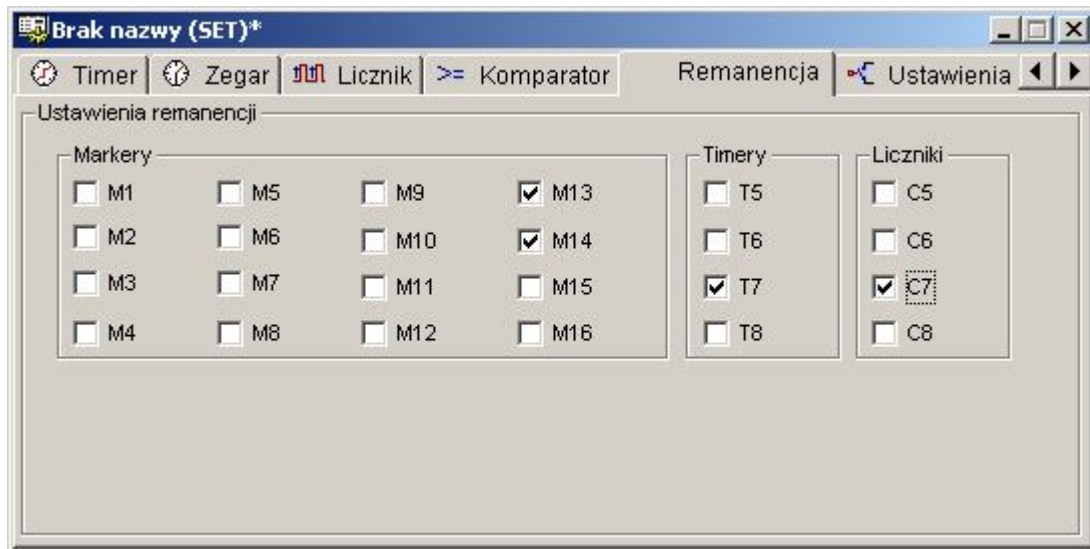 Brak nazwy (SET)*
Timer Zegar Licznik >= Komparator Remanencja Ustawienia
Ustawienia remanencji
Markery Timery Liczniki
M1 M5 M9 M13 T5 C5
M2 M6 M10 M14 T6 C6
M3 M7 M11 M15 T7 C7
M4 M8 M12 M16 T8 C8